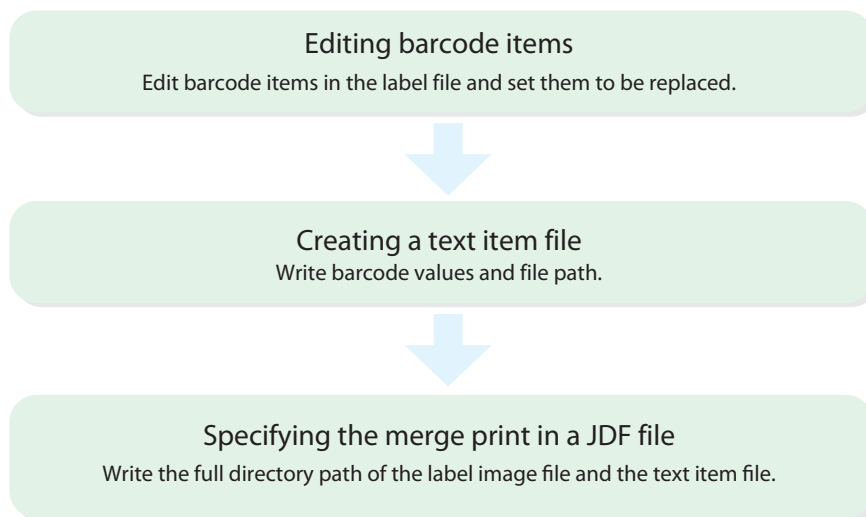 Editing barcode items
Edit barcode items in the label file and set them to be replaced.
Creating a text item file
Write barcode values and file path.
Specifying the merge print in a JDF file
Write the full directory path of the label image file and the text item file.